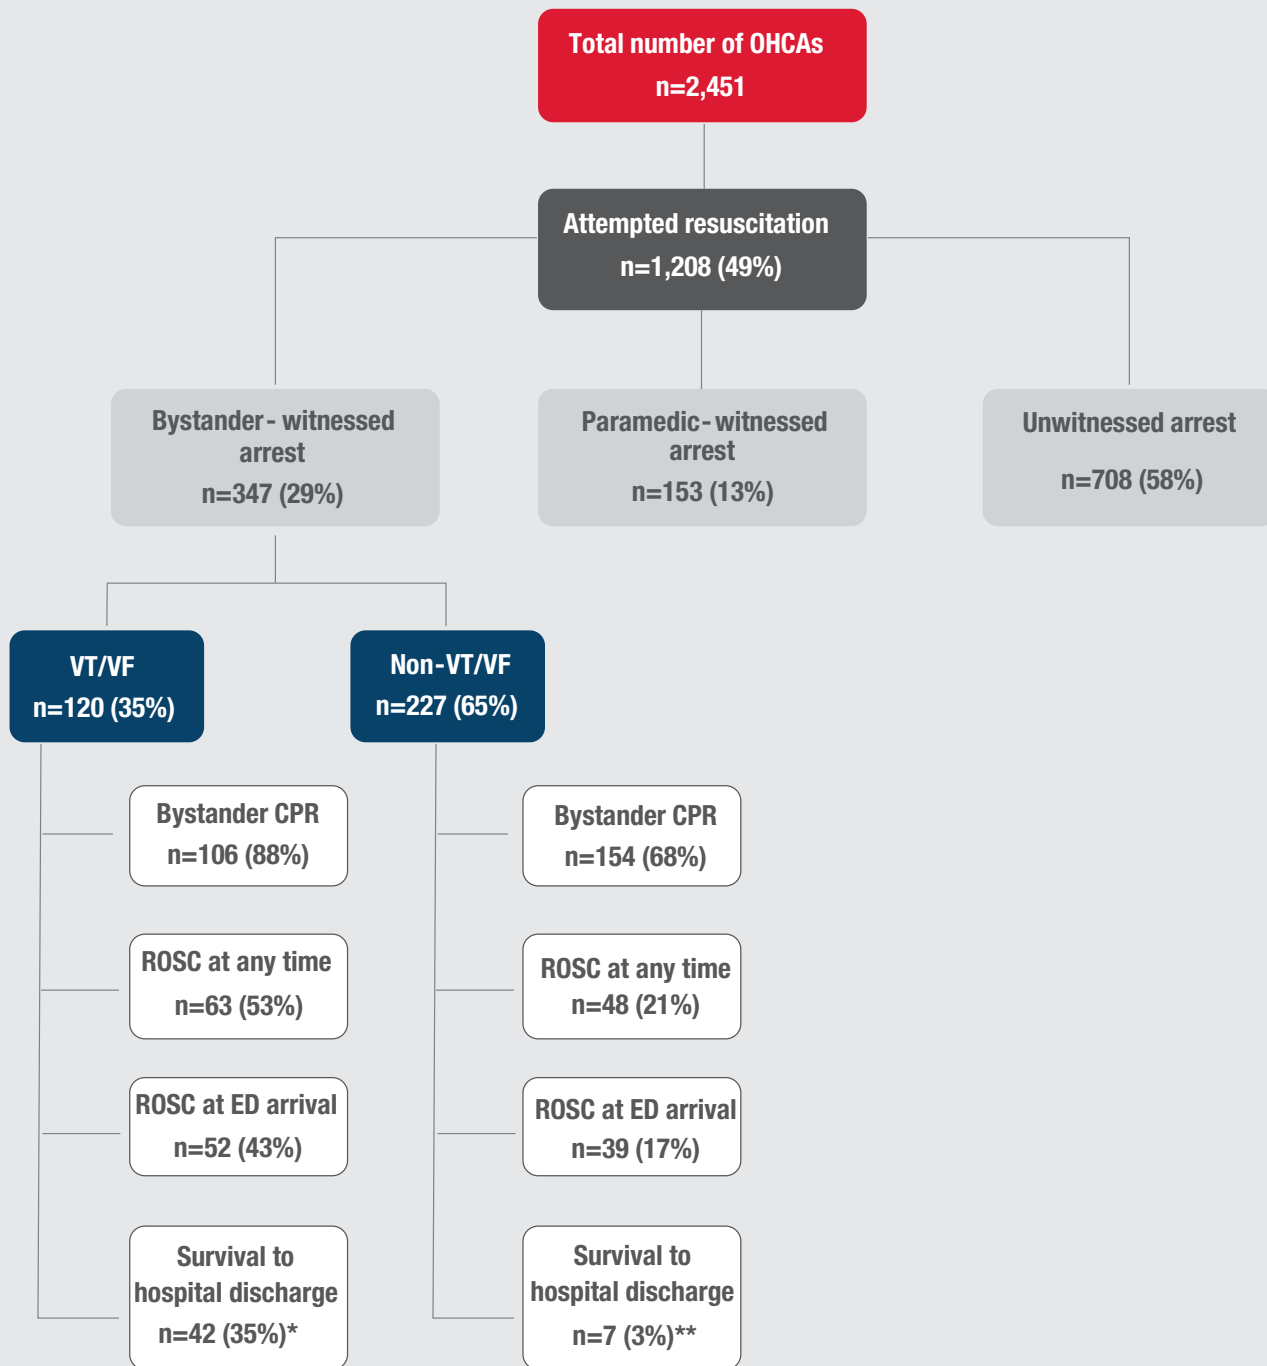 Total number of OHCAs
n=2,451
Attempted resuscitation
n=1,208 (49%)
Bystander - witnessed
arrest
n=347 (29%)
Paramedic - witnessed
arrest
n=153 (13%)
Unwitnessed arrest
n=708 (58%)
VT/VF
n=120 (35%)
Non-VT/VF
n=227 (65%)
Bystander CPR
n=106 (88%)
ROSC at any time
n=63 (53%)
ROSC at ED arrival
n=52 (43%)
Survival to
hospital discharge
n=42 (35%)*
Bystander CPR
n=154 (68%)
ROSC at any time
n=48 (21%)
ROSC at ED arrival
n=39 (17%)
Survival to
hospital discharge
n=7 (3%)**